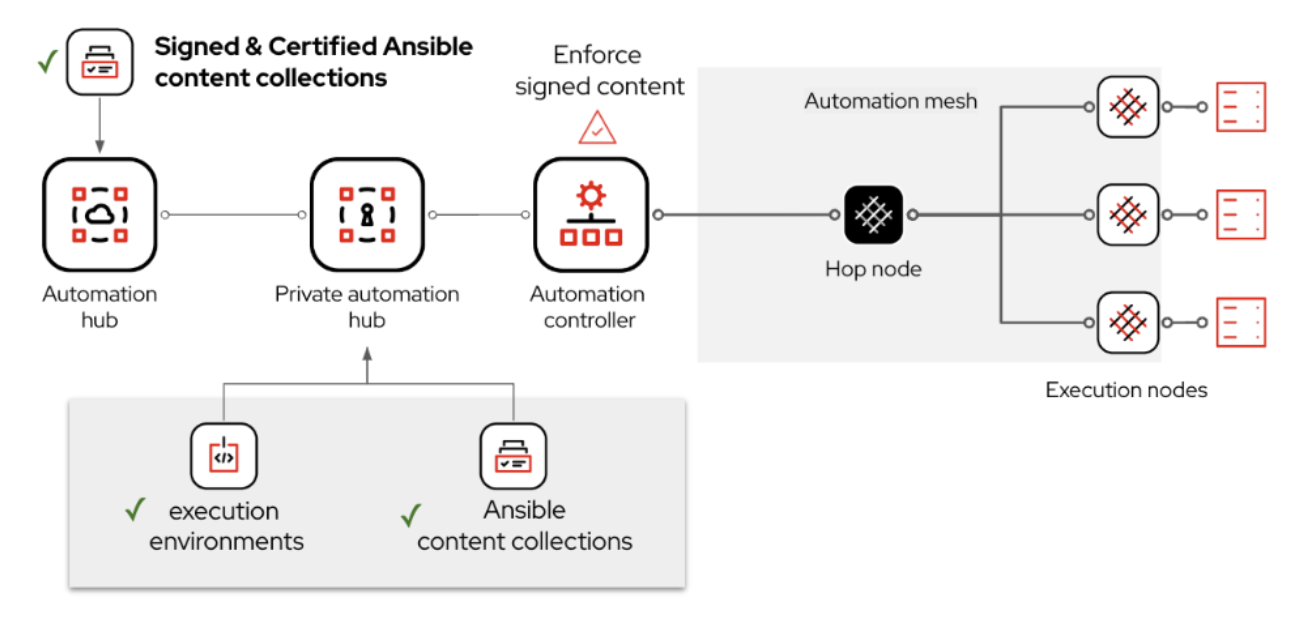 Signed & Certified Ansible
content collections
Enforce
signed content
Automation mesh
Automation
hub
Private automation
hub
Automation
controller
Hop node
Execution nodes
</>
execution
environments
Ansible
content collections